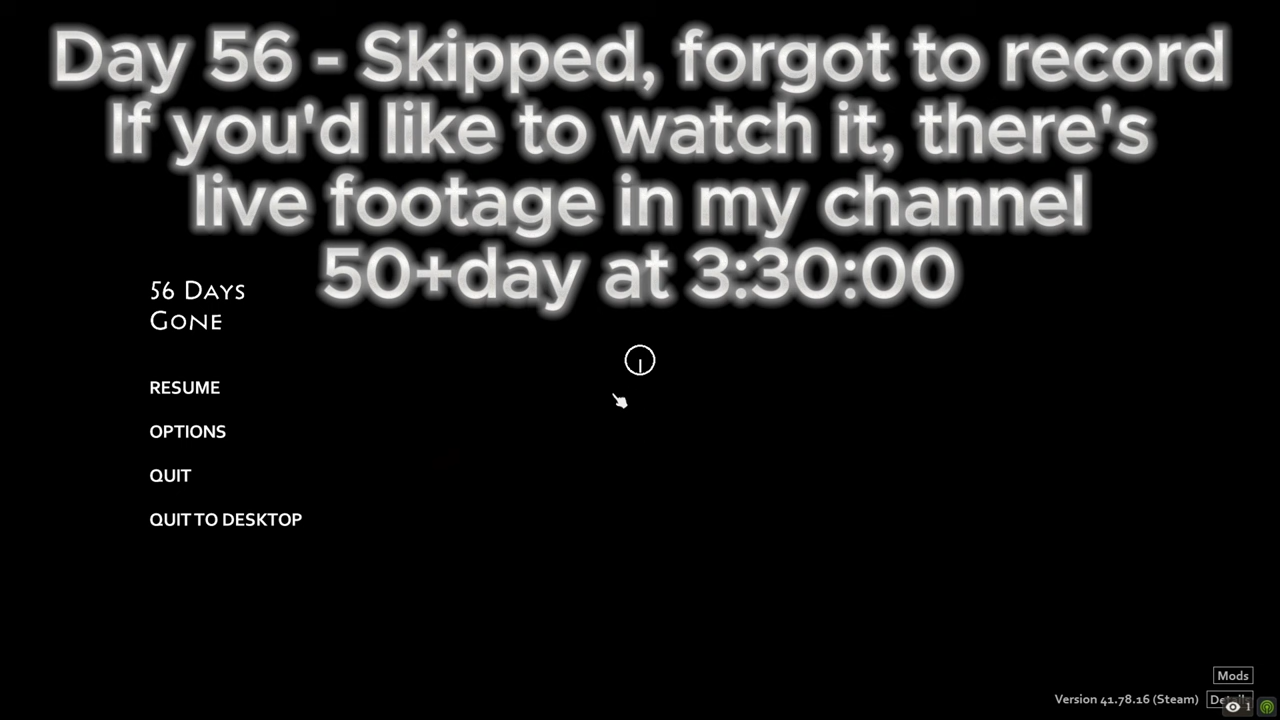 Day 56 - Skipped, forgot to record
If you'd like to watch it, there's
live footage in my channel
50+day at 3:30:00
56 Days
Gone
RESUME
OPTIONS
QUIT
QUIT TO DESKTOP
Mods
Version 41.78.16 (Steam)
Details
1